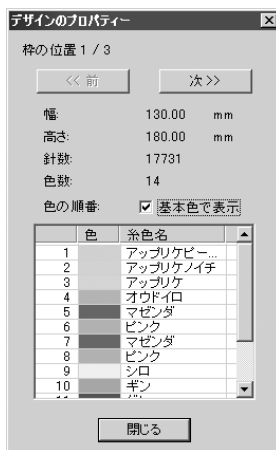 デザインのプロパティー
枠の位置 1 / 3
<< 前 次 >>
幅: 130.00 mm
高さ: 180.00 mm
針数: 17731
色数: 14
色の順番: 基本色で表示
色 糸色名
1 アップリケピー...
2 アップリケノイチ
3 アップリケ
4 オウドイロ
5 マゼンダ
6 ピンク
7 マゼンダ
8 ピンク
9 シロ
10 ギン
11
閉じる